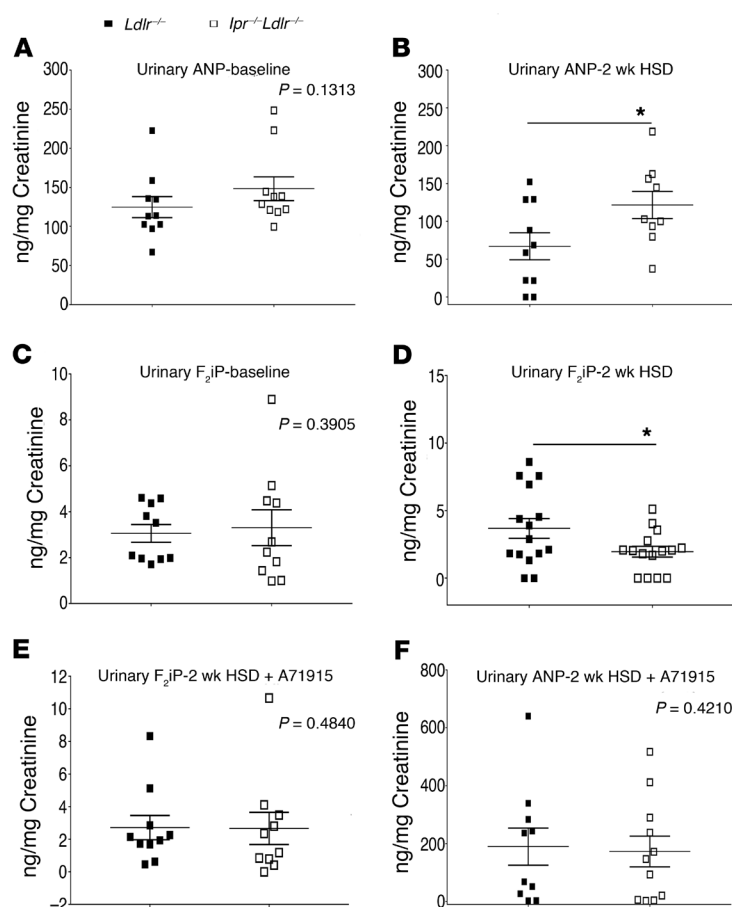 ■ Ldlr⁻/⁻ □ Ipr⁻/⁻Ldlr⁻/⁻
A
Urinary ANP-baseline
P = 0.1313
ng/mg Creatinine
300
250
200
150
100
50
0
B
Urinary ANP-2 wk HSD
*
ng/mg Creatinine
300
250
200
150
100
50
0
C
Urinary F₂iP-baseline
P = 0.3905
ng/mg Creatinine
10
8
6
4
2
0
D
Urinary F₂iP-2 wk HSD
*
ng/mg Creatinine
15
10
5
0
E
Urinary F₂iP-2 wk HSD + A71915
P = 0.4840
ng/mg Creatinine
12
10
8
6
4
2
0
−2
F
Urinary ANP-2 wk HSD + A71915
P = 0.4210
ng/mg Creatinine
800
600
400
200
0